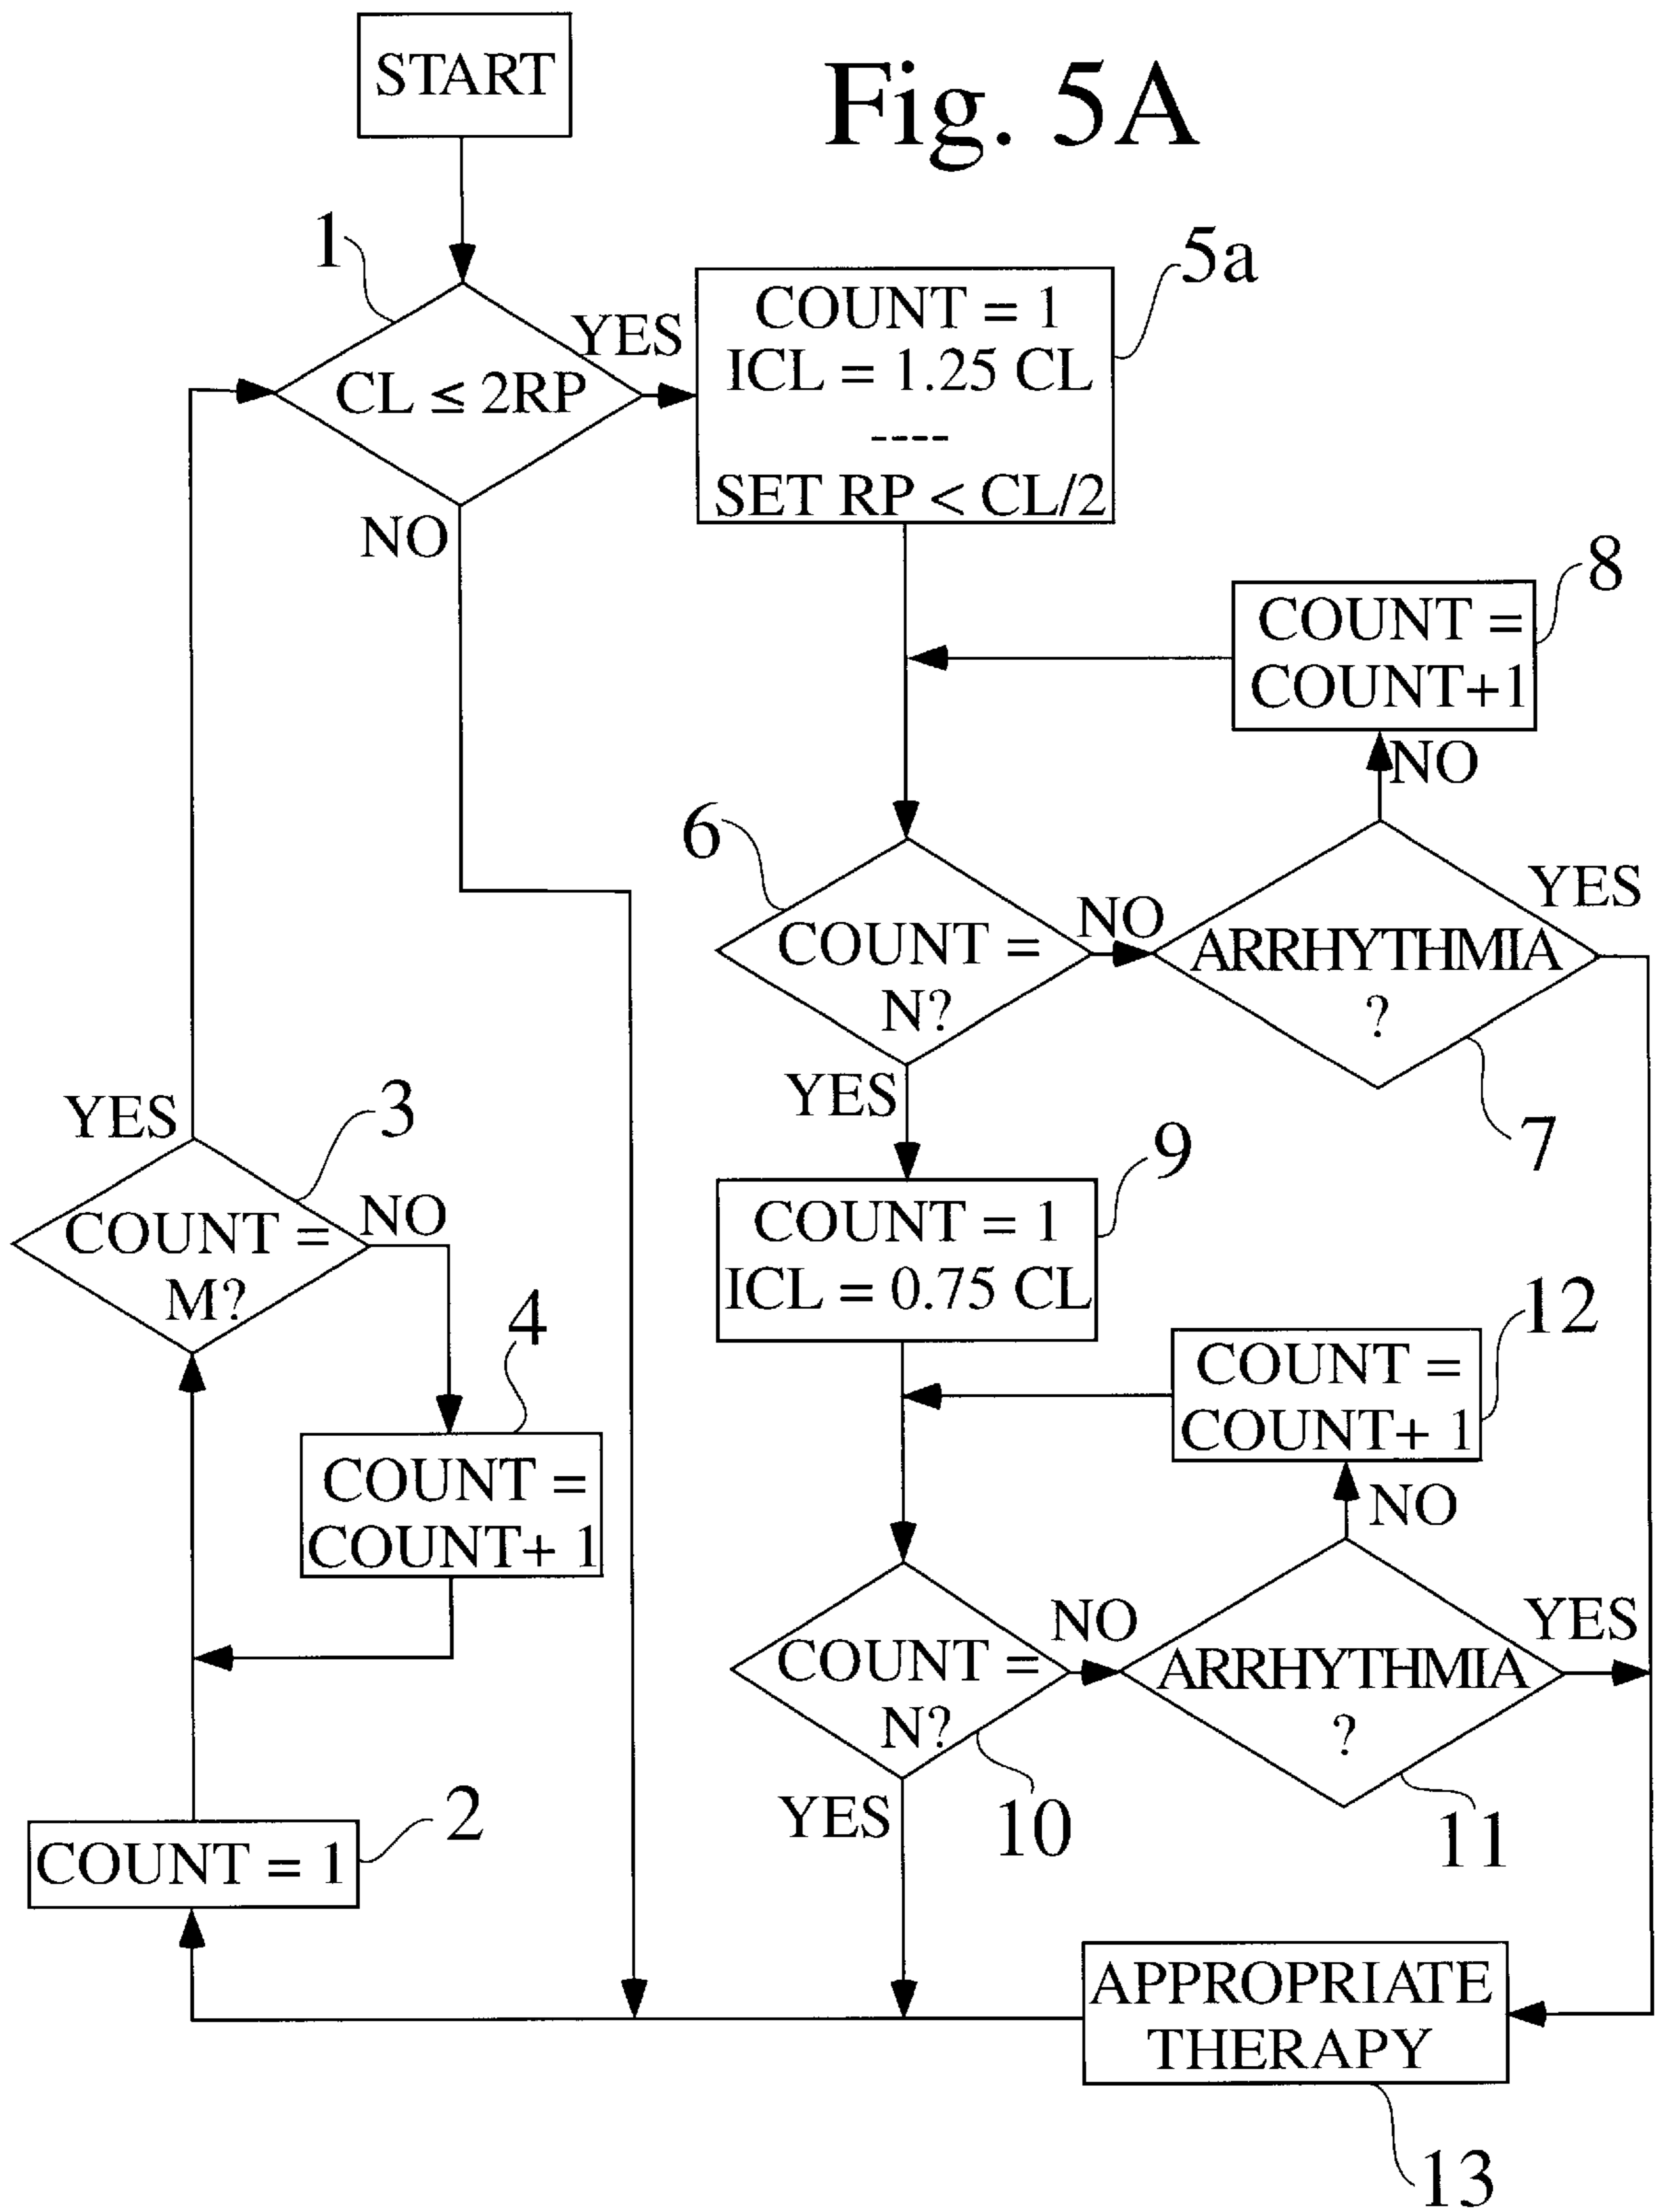 START
Fig. 5A
1
5a
COUNT = 1
ICL = 1.25 CL
----
SET RP < CL/2
YES
CL ≤ 2RP
NO
8
COUNT =
COUNT+1
NO
6
YES
NO
COUNT =
N?
ARRHYTHMIA
?
7
YES
3
YES
COUNT =
M?
NO
9
COUNT = 1
ICL = 0.75 CL
4
COUNT =
COUNT+ 1
12
COUNT =
COUNT+ 1
NO
NO
YES
COUNT =
N?
ARRHYTHMIA
?
10
11
YES
2
COUNT = 1
APPROPRIATE
THERAPY
13